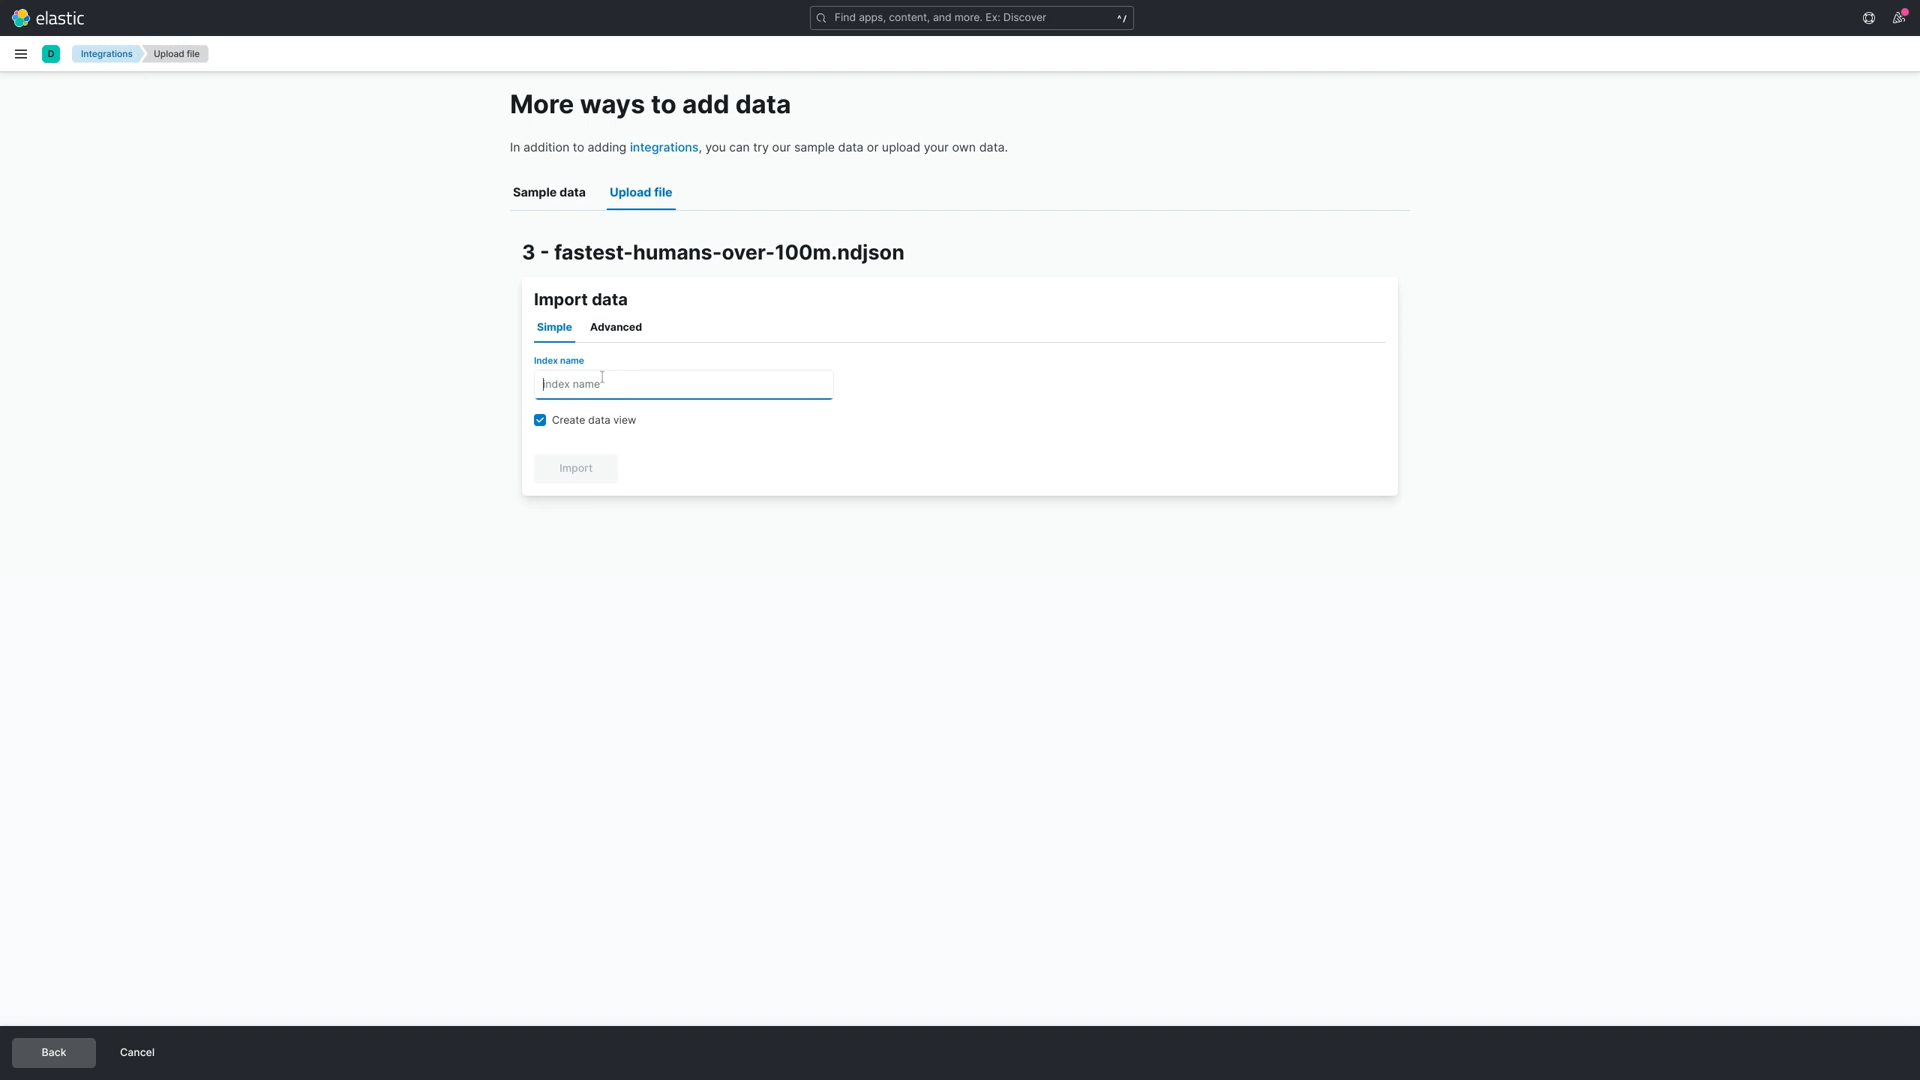 elastic
Find apps, content, and more. Ex: Discover
^/
D
Integrations
Upload file
More ways to add data
In addition to adding integrations, you can try our sample data or upload your own data.
Sample data
Upload file
3 - fastest-humans-over-100m.ndjson
Import data
Simple
Advanced
Index name
Index name
Create data view
Import
Back
Cancel